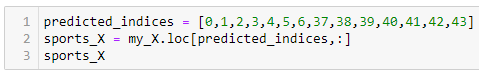 1 predicted_indices = [0,1,2,3,4,5,6,37,38,39,40,41,42,43]
2 sports_X = my_X.loc[predicted_indices,:]
3 sports_X